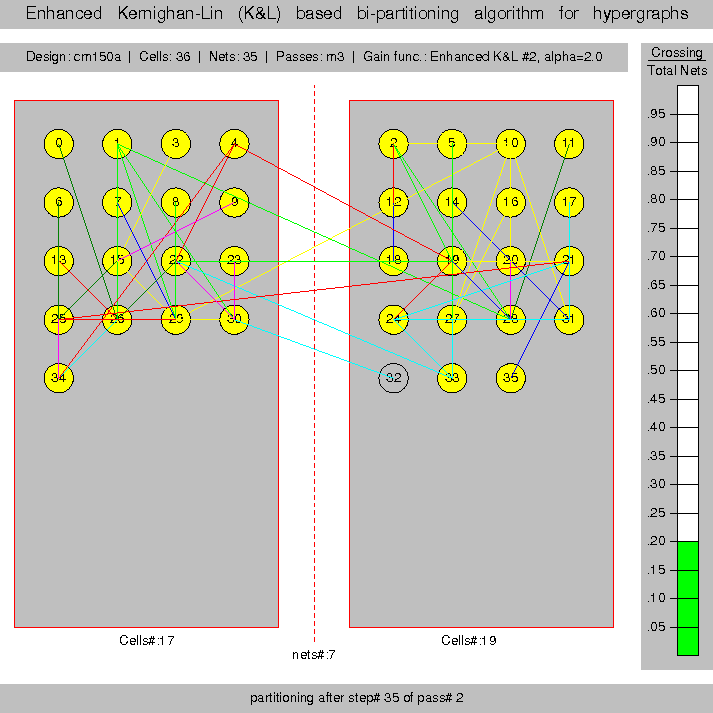 Enhanced Kernighan-Lin (K&L) based bi-partitioning algorithm for hypergraphs
Design: cm150a | Cells: 36 | Nets: 35 | Passes: m3 | Gain func.: Enhanced K&L #2, alpha=2.0
Crossing
Total Nets
.95
.90
.85
.80
.75
.70
.65
.60
.55
.50
.45
.40
.35
.30
.25
.20
.15
.10
.05
0 1 3 4 2 5 10 11
6 7 8 9 12 14 16 17
13 15 22 23 18 19 20 21
25 26 29 30 24 27 28 31
34 32 33 35
Cells#:17
Cells#:19
nets#:7
partitioning after step# 35 of pass# 2